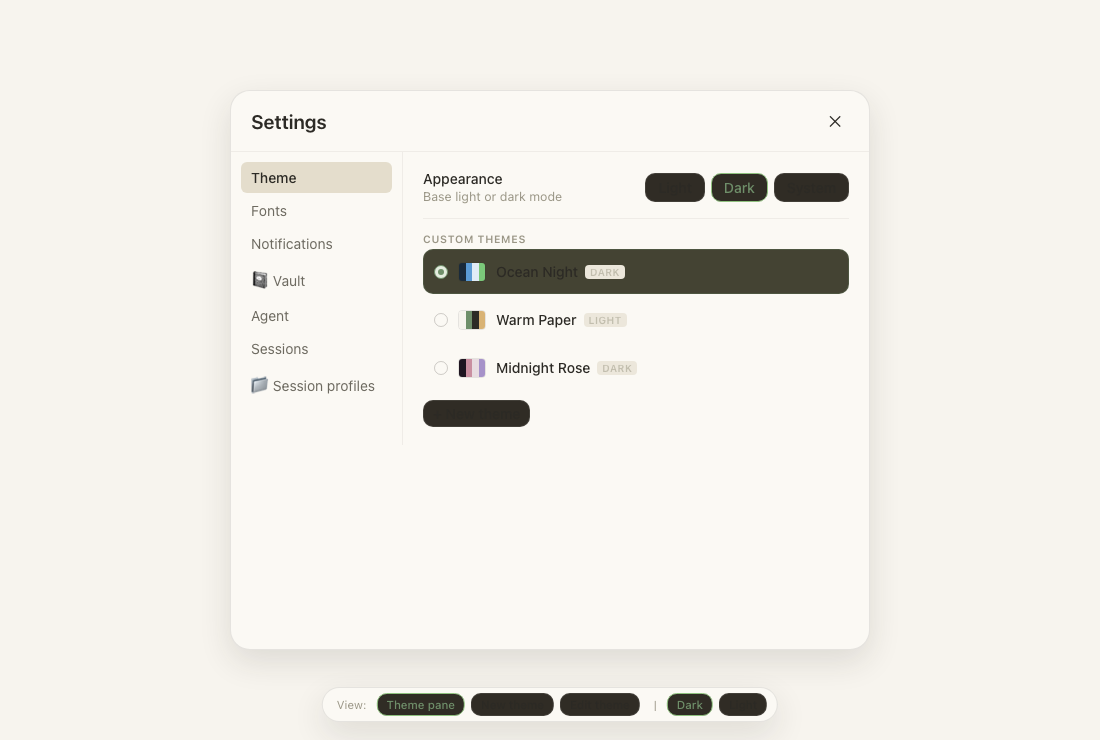 Settings
Theme
Fonts
Notifications
Vault
Agent
Sessions
Session profiles
Appearance
Base light or dark mode
Dark
CUSTOM THEMES
Ocean Night DARK
Warm Paper LIGHT
Midnight Rose DARK
View: Theme pane | Dark